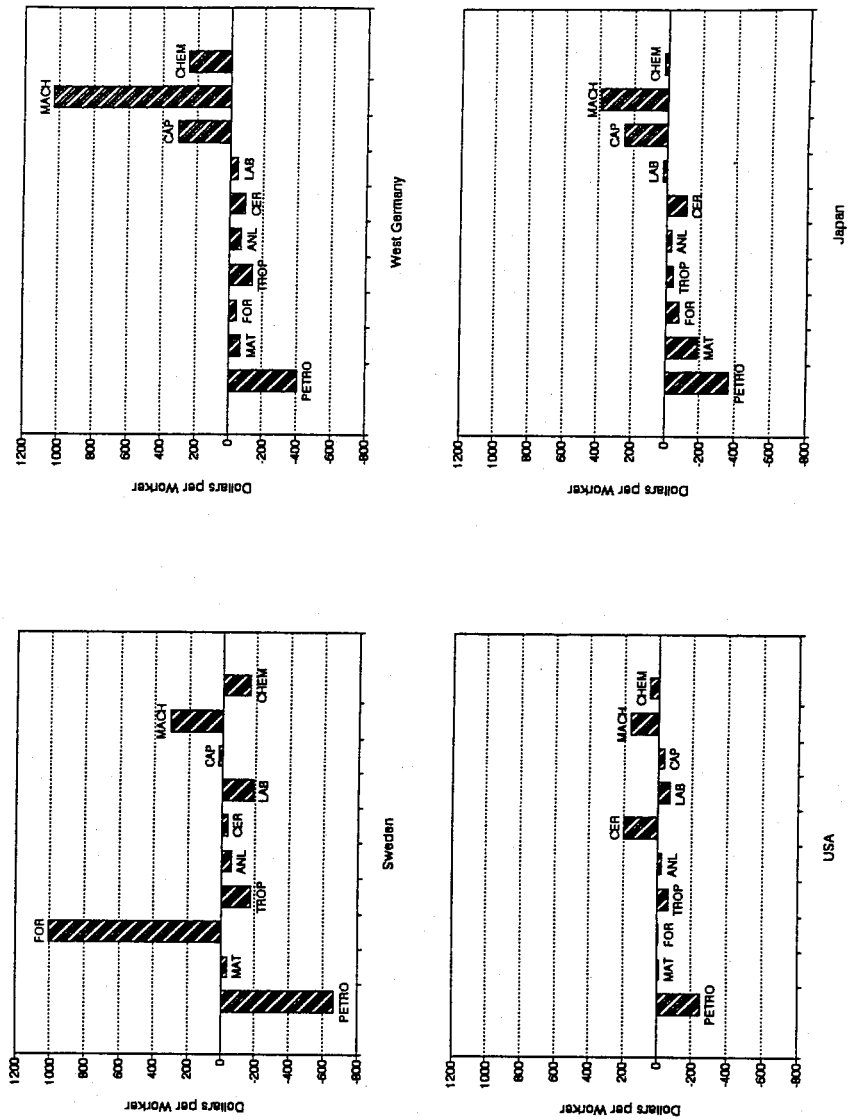 Dollars per Worker
1200
1000
800
600
400
200
0
-200
-400
-600
-800
PETRO
MAT
FOR
TROP
ANL
CER
LAB
CAP
MACH
CHEM
Sweden
Dollars per Worker
1200
1000
800
600
400
200
0
-200
-400
-600
-800
PETRO
MAT
FOR
TROP
ANL
CER
LAB
CAP
MACH
CHEM
West Germany
Dollars per Worker
1000
800
600
400
200
0
-200
-400
-600
-800
1200
PETRO
MAT
FOR
TROP
ANL
CER
LAB
CAP
MACH
CHEM
USA
Dollars per Worker
1200
1000
800
600
400
200
0
-200
-400
-600
-800
PETRO
MAT
FOR
TROP
ANL
CER
LAB
CAP
MACH
CHEM
Japan